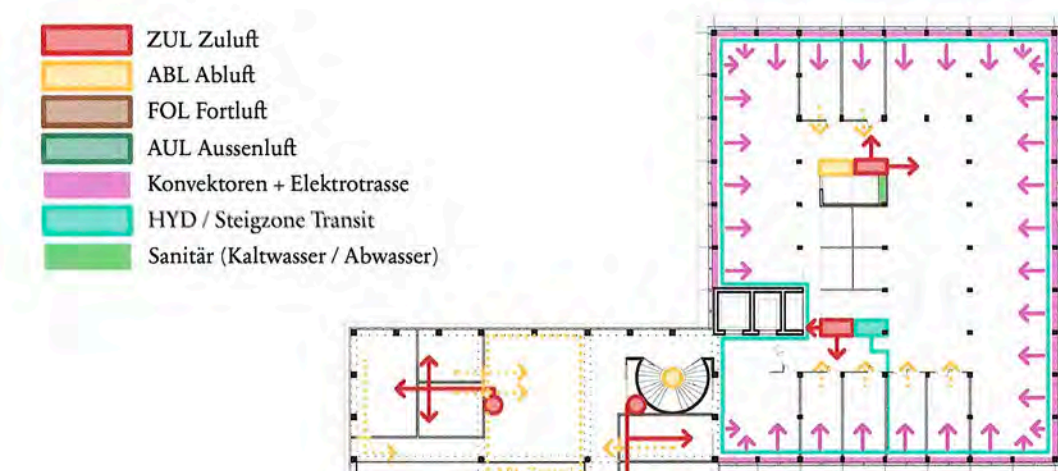 ZUL Zuluft
ABL Abluft
FOL Fortluft
AUL Aussenluft
Konvektoren + Elektrotrasse
HYD / Steigzone Transit
Sanitär (Kaltwasser / Abwasser)